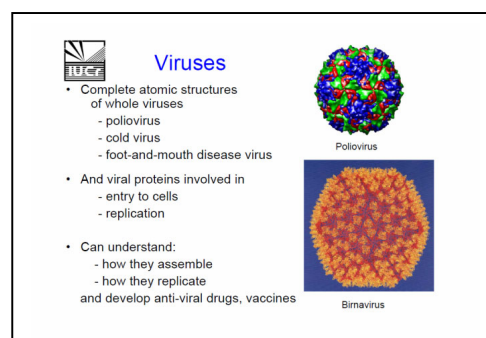 IUCr
Viruses
• Complete atomic structures
of whole viruses
- poliovirus
- cold virus
- foot-and-mouth disease virus
• And viral proteins involved in
- entry to cells
- replication
• Can understand:
- how they assemble
- how they replicate
and develop anti-viral drugs, vaccines
Poliovirus
Birnavirus